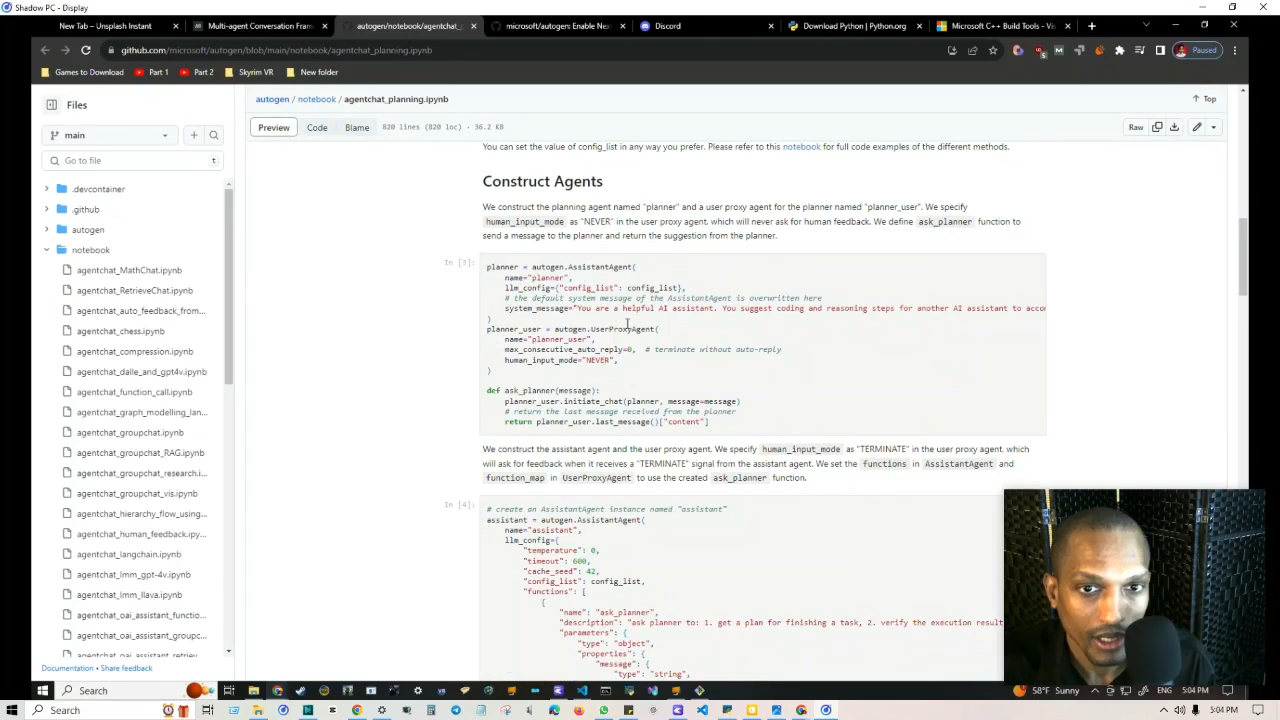 Shadow PC - Display
New Tab - Unsplash Instant
Multi-agent Conversation Fram
autogen/notebook/agentchat_
microsoft/autogen: Enable Nex
Discord
Download Python | Python.org
Microsoft C++ Build Tools - Vis
github.com/microsoft/autogen/blob/main/notebook/agentchat_planning.ipynb
Paused
Games to Download
Part 1
Part 2
Skyrim VR
New folder
Files
autogen / notebook / agentchat_planning.ipynb
Top
main
Preview
Code
Blame
820 lines (820 loc) · 36.2 KB
Raw
Go to file
t
.devcontainer
.github
autogen
notebook
agentchat_MathChat.ipynb
agentchat_RetrieveChat.ipynb
agentchat_auto_feedback_from...
agentchat_chess.ipynb
agentchat_compression.ipynb
agentchat_dalle_and_gpt4v.ipynb
agentchat_function_call.ipynb
agentchat_graph_modelling_lan...
agentchat_groupchat.ipynb
agentchat_groupchat_RAG.ipynb
agentchat_groupchat_research.i...
agentchat_groupchat_vis.ipynb
agentchat_hierarchy_flow_using...
agentchat_human_feedback.ipy...
agentchat_langchain.ipynb
agentchat_lmm_gpt-4v.ipynb
agentchat_lmm_llava.ipynb
agentchat_oai_assistant_functio...
agentchat_oai_assistant_groupc...
agentchat_oai_assistant_retriev...
Documentation · Share feedback
You can set the value of config_list in any way you prefer. Please refer to this notebook for full code examples of the different methods.
Construct Agents
We construct the planning agent named "planner" and a user proxy agent for the planner named "planner_user". We specify
human_input_mode as "NEVER" in the user proxy agent, which will never ask for human feedback. We define ask_planner function to
send a message to the planner and return the suggestion from the planner.
In [3]:
planner = autogen.AssistantAgent(
name="planner",
llm_config={"config_list": config_list},
# the default system message of the AssistantAgent is overwritten here
system_message="You are a helpful AI assistant. You suggest coding and reasoning steps for another AI assistant to accom
)
planner_user = autogen.UserProxyAgent(
name="planner_user",
max_consecutive_auto_reply=0, # terminate without auto-reply
human_input_mode="NEVER",
)
def ask_planner(message):
planner_user.initiate_chat(planner, message=message)
# return the last message received from the planner
return planner_user.last_message()["content"]
We construct the assistant agent and the user proxy agent. We specify human_input_mode as "TERMINATE" in the user proxy agent, which
will ask for feedback when it receives a "TERMINATE" signal from the assistant agent. We set the functions in AssistantAgent and
function_map in UserProxyAgent to use the created ask_planner function.
In [4]:
# create an AssistantAgent instance named "assistant"
assistant = autogen.AssistantAgent(
name="assistant",
llm_config={
"temperature": 0,
"timeout": 600,
"cache_seed": 42,
"config_list": config_list,
"functions": [
{
"name": "ask_planner",
"description": "ask planner to: 1. get a plan for finishing a task, 2. verify the execution result
"parameters": {
"type": "object",
"properties": {
"message": {
"type": "string",
Search
58°F Sunny
ENG
5:04 PM
Search
5:04 PM